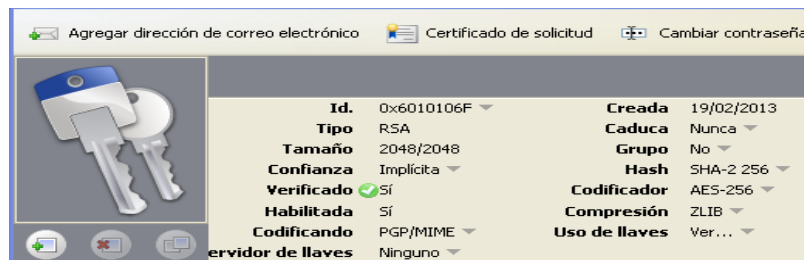 Agregar dirección de correo electrónico Certificado de solicitud Cambiar contraseña
Id. 0x6010106F Creada 19/02/2013
Tipo RSA Caduca Nunca
Tamaño 2048/2048 Grupo No
Confianza Implícita Hash SHA-2 256
Verificado Sí Codificador AES-256
Habilitada Sí Compresión ZLIB
Codificando PGP/MIME Uso de llaves Ver...
ervidor de llaves Ninguno